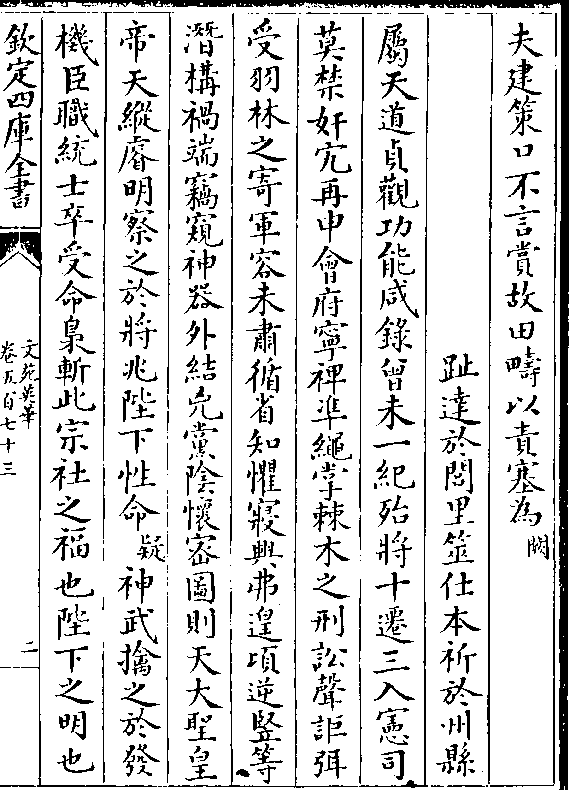 夫建策口不言賞故田疇以責塞為闕
趾達於閭里筮仕本祈於州縣
屬天道貞觀功能咸錄曾未一紀殆將十遷三入憲司
莫禁奸宄再申會府寧禆準繩掌棘木之刑訟聲詎弭
受羽林之寄軍容未肅循省知懼寢興弗遑項逆豎等
潛構禍端竊窺神器外結兇黨陰懷宻圖則天大聖皇
帝天縱睿明察之於將兆陛下性命疑神武擒之於發
機臣職統士卒受命梟斬此宗社之福也陛下之明也
欽定四庫全書
文苑英華
卷五百七十三
二